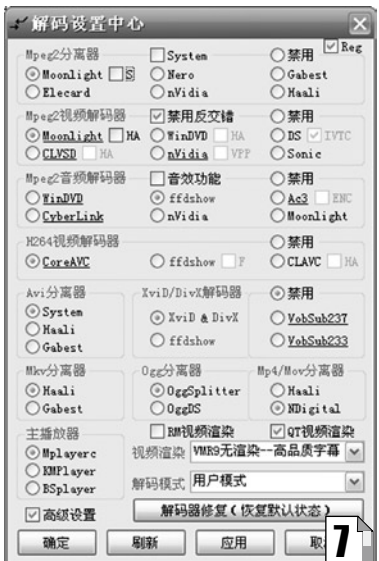 解码设置中心
Mpeg2分离器 System 禁用 Reg
Moonlight S Nero Gabest
Elecard nVidia Haali
Mpeg2视频解码器 禁用反交错 禁用
Moonlight HA WinDVD HA DS IVTC
CLVSD HA nVidia VPP Sonic
Mpeg2音频解码器 音效功能 禁用
WinDVD ffdshow Ac3 ENC
CyberLink nVidia Moonlight
H264视频解码器 禁用
CoreAVC ffdshow F CLAVC HA
Avi分离器 XviD/DivX解码器 禁用
System XviD & DivX VobSub237
Haali ffdshow VobSub233
Gabest
Mkv分离器 Ogg分离器 Mp4/Mov分离器
Haali OggSplitter Haali
Gabest OggDS NDigital
主播放器 RM视频渲染 QT视频渲染
Mplayerc 视频渲染 VMR9无渲染--高品质字幕
KMPlayer
BSplayer 解码模式 用户模式
高级设置 解码器修复(恢复默认状态)
确定 刷新 应用 取
7